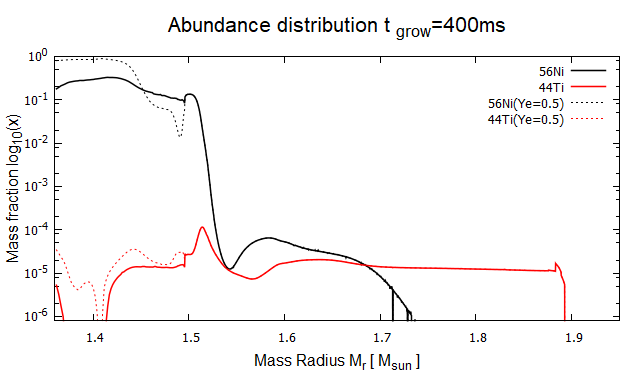 Abundance distribution t grow=400ms
10^0
10^-1
10^-2
10^-3
10^-4
10^-5
10^-6
Mass fraction log10(x)
56Ni
44Ti
56Ni(Ye=0.5)
44Ti(Ye=0.5)
1.4 1.5 1.6 1.7 1.8 1.9
Mass Radius Mr [ Msun ]